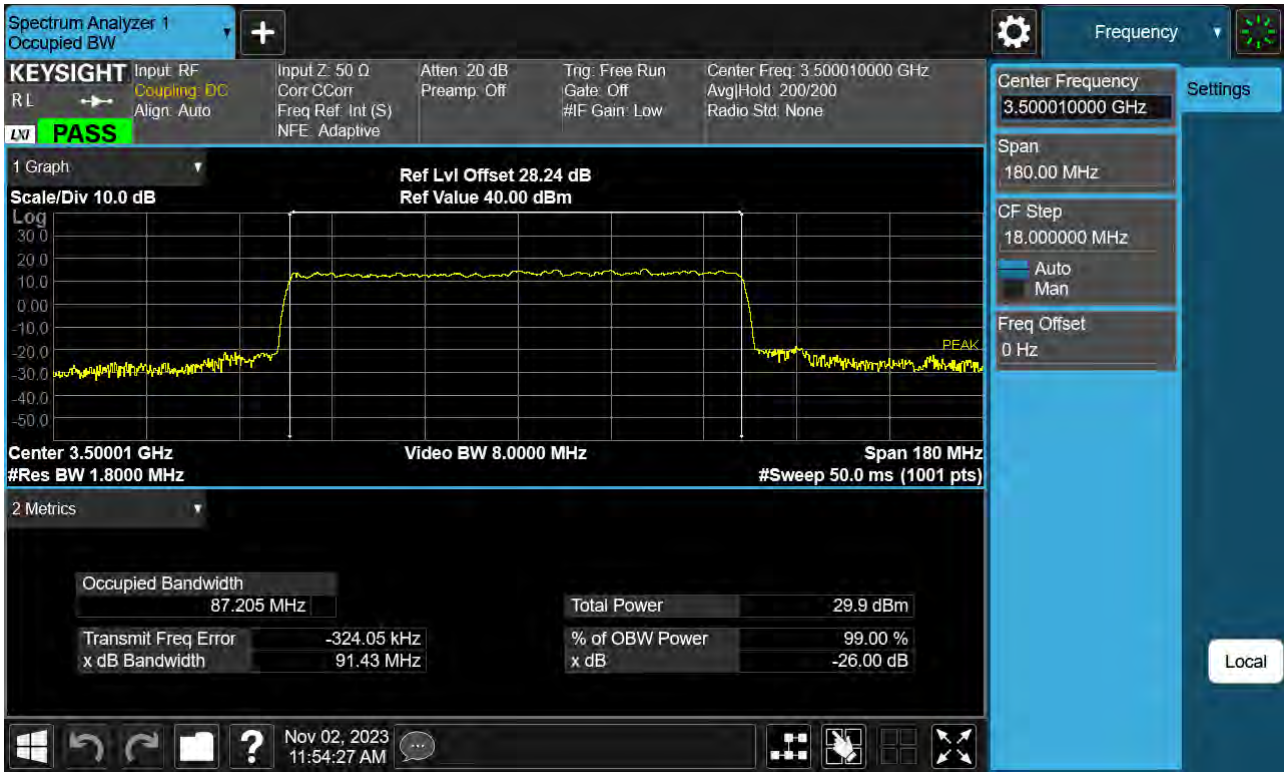 Spectrum Analyzer 1
Occupied BW
+
Frequency
KEYSIGHT
R L
LXI
PASS
Input: RF
Coupling: DC
Align: Auto
Input Z: 50 Ω
Corr CCorr
Freq Ref: Int (S)
NFE: Adaptive
Atten: 20 dB
Preamp: Off
Trig: Free Run
Gate: Off
#IF Gain: Low
Center Freq: 3.500010000 GHz
Avg|Hold: 200/200
Radio Std: None
Center Frequency
3.500010000 GHz
Settings
Span
180.00 MHz
CF Step
18.000000 MHz
Auto
Man
Freq Offset
0 Hz
1 Graph
Ref Lvl Offset 28.24 dB
Scale/Div 10.0 dB
Ref Value 40.00 dBm
Log
30.0
20.0
10.0
0.00
-10.0
-20.0
-30.0
-40.0
-50.0
PEAK
Center 3.50001 GHz
Video BW 8.0000 MHz
Span 180 MHz
#Res BW 1.8000 MHz
#Sweep 50.0 ms (1001 pts)
2 Metrics
Occupied Bandwidth
87.205 MHz
Total Power 29.9 dBm
Transmit Freq Error -324.05 kHz
% of OBW Power 99.00 %
x dB Bandwidth 91.43 MHz
x dB -26.00 dB
Local
?
Nov 02, 2023
11:54:27 AM